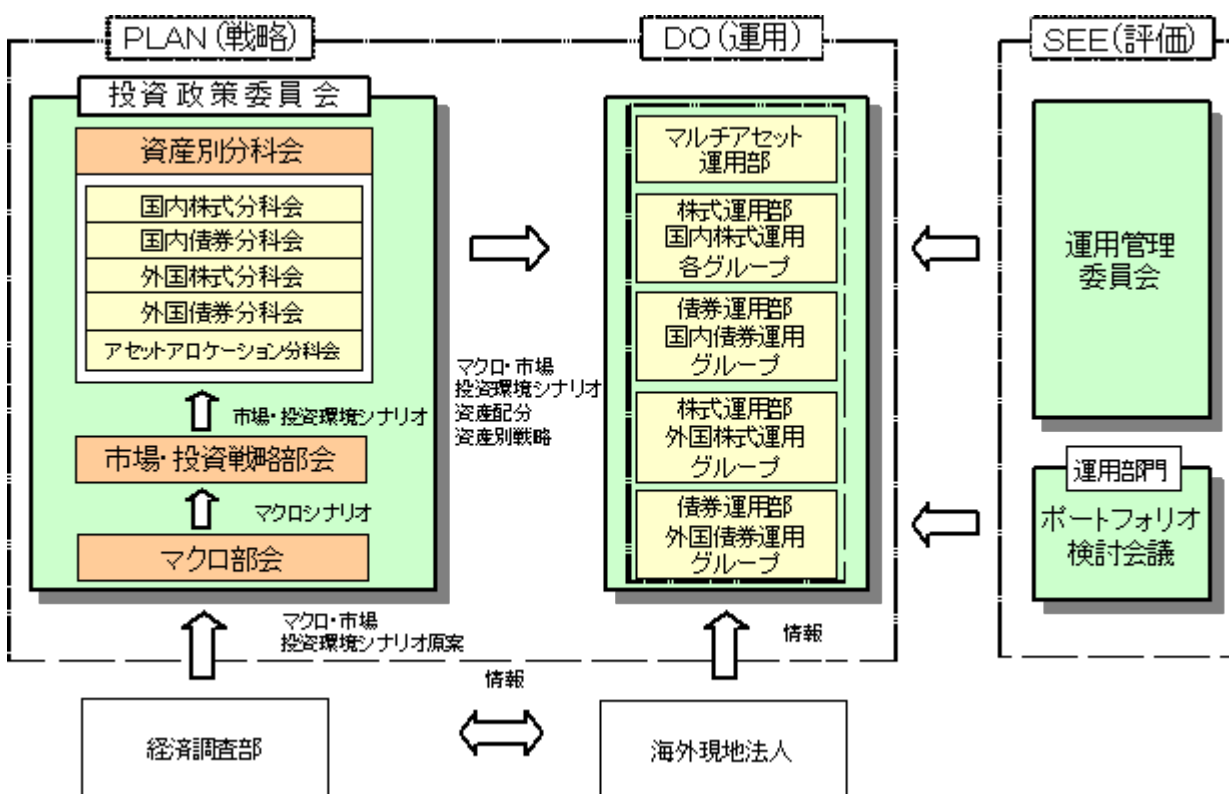 PLAN(戦略)
投資政策委員会
資産別分科会
国内株式分科会
国内債券分科会
外国株式分科会
外国債券分科会
アセットアロケーション分科会
市場・投資環境シナリオ
市場・投資戦略部会
マクロシナリオ
マクロ部会
マクロ・市場
投資環境シナリオ原案
経済調査部
マクロ・市場
投資環境シナリオ
資産配分
資産別戦略
情報
DO(運用)
マルチアセット
運用部
株式運用部
国内株式運用
各グループ
債券運用部
国内債券運用
グループ
株式運用部
外国株式運用
グループ
債券運用部
外国債券運用
グループ
情報
海外現地法人
SEE(評価)
運用管理
委員会
運用部門
ポートフォリオ
検討会議